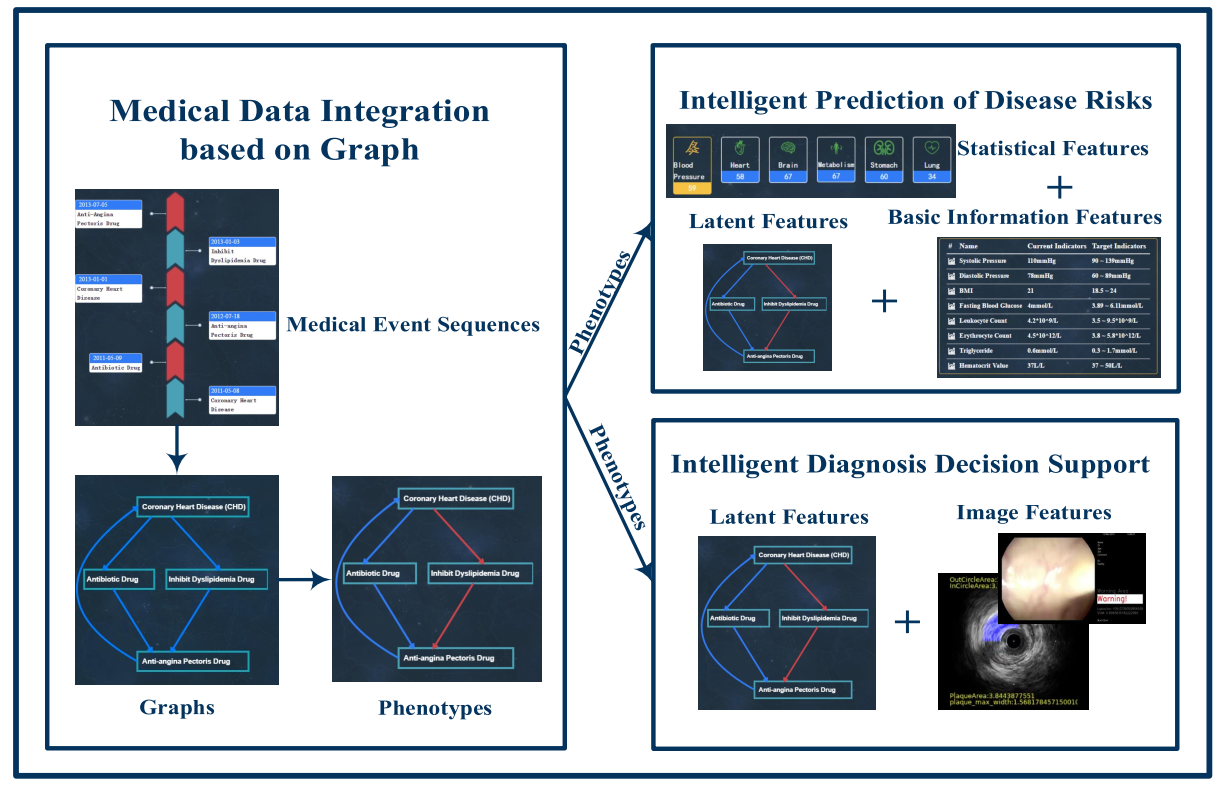 Medical Data Integration
based on Graph
2013-07-05
Anti-Angina
Pectoris Drug
2013-01-03
Inhibit
Dyslipidemia Drug
2013-01-01
Coronary Heart
Disease
2012-07-18
Anti-angina
Pectoris Drug
2011-05-09
Antibiotic Drug
2011-05-08
Coronary Heart
Disease
Medical Event Sequences
Coronary Heart Disease (CHD)
Antibiotic Drug
Inhibit Dyslipidemia Drug
Anti-angina Pectoris Drug
Graphs
Coronary Heart Disease (CHD)
Antibiotic Drug
Inhibit Dyslipidemia Drug
Anti-angina Pectoris Drug
Phenotypes
Phenotypes
Phenotypes
Intelligent Prediction of Disease Risks
Blood
Pressure
59
Heart
58
Brain
67
Metabolism
67
Stomach
60
Lung
34
Statistical Features
+
Latent Features
Basic Information Features
Coronary Heart Disease (CHD)
Antibiotic Drug
Inhibit Dyslipidemia Drug
Anti-angina Pectoris Drug
+
# Name Current Indicators Target Indicators
Systolic Pressure 110mmHg 90 ~ 139mmHg
Diastolic Pressure 78mmHg 60 ~ 89mmHg
BMI 21 18.5 ~ 24
Fasting Blood Glucose 4mmol/L 3.89 ~ 6.11mmol/L
Leukocyte Count 4.2*10^9/L 3.5 ~ 9.5*10^9/L
Erythrocyte Count 4.5*10^12/L 3.8 ~ 5.8*10^12/L
Triglyceride 0.6mmol/L 0.3 ~ 1.7mmol/L
Hematocrit Value 37L/L 37 ~ 50L/L
Intelligent Diagnosis Decision Support
Latent Features
Image Features
Coronary Heart Disease (CHD)
Antibiotic Drug
Inhibit Dyslipidemia Drug
Anti-angina Pectoris Drug
+
OutCircleArea:
InCircleArea:3.
Warning Area
Warning!
PlaqueArea:3.8443877551